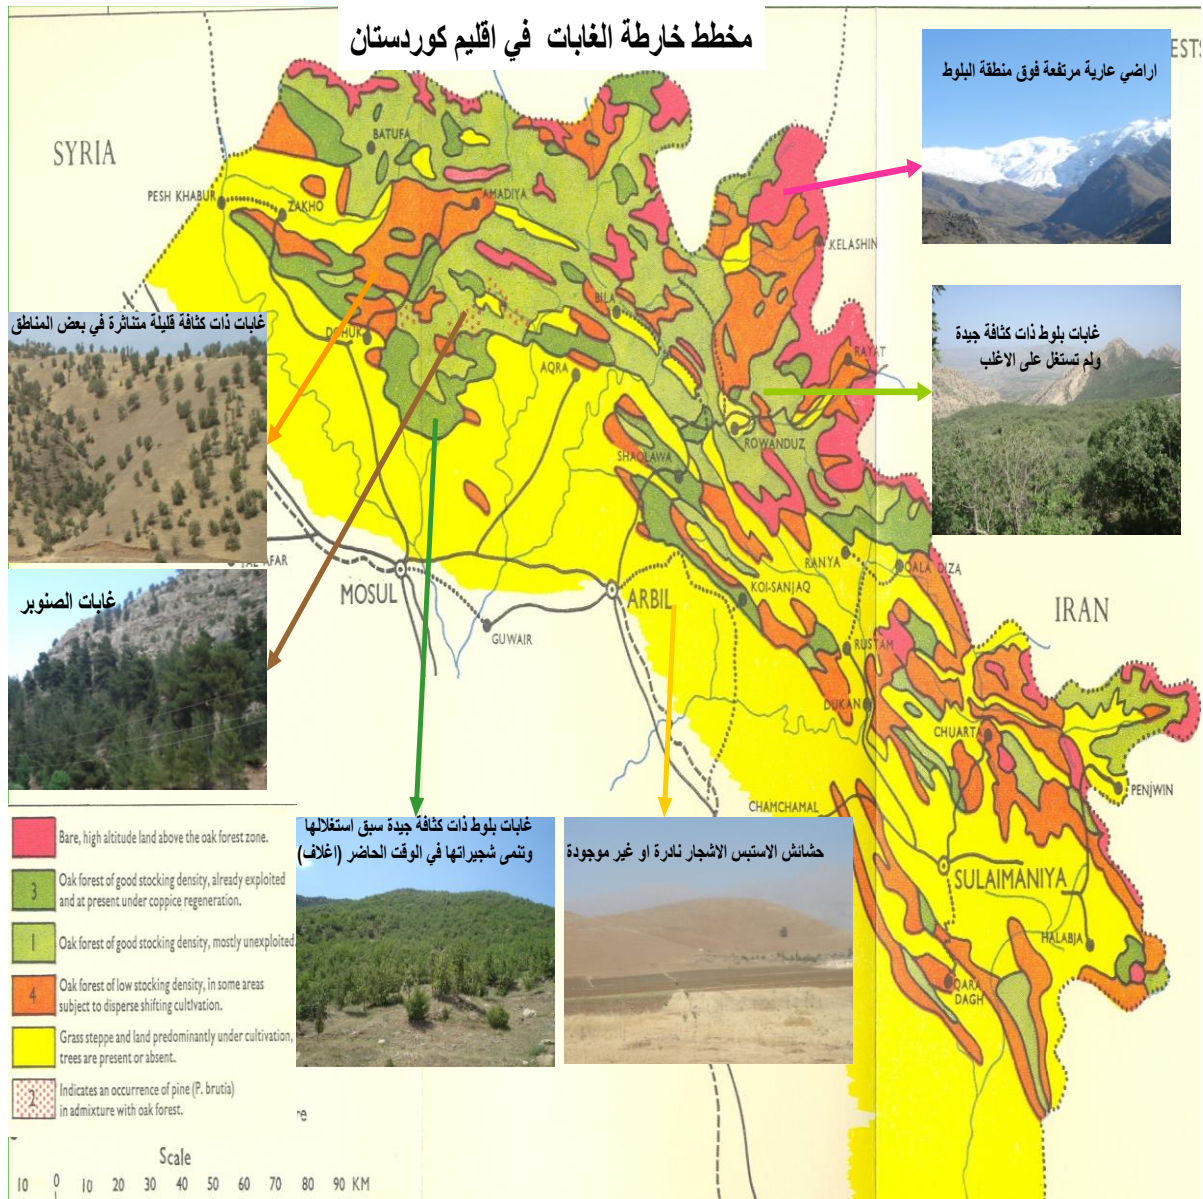 مخطط خارطة الغابات في اقليم كوردستان
ESTS
اراضي عارية مرتفعة فوق منطقة البلوط
SYRIA
BATUFA
PESH KHABUR
ZAKHO
AMADIYA
KELASHIN
غابات ذات كثافة قليلة متناثرة في بعض المناطق
DOHUK
BILA
AQRA
RAYAT
غابات بلوط ذات كثافة جيدة
ولم تستغل على الاغلب
ROWANDUZ
SHAQLAWA
AFAR
MOSUL
ARBIL
GUWAIR
RANYA
QALA DIZA
KOI-SANJAQ
IRAN
غابات الصنوبر
RUSTAM
DUKAN
CHUARTA
PENJWIN
CHAMCHAMAL
SULAIMANIYA
HALABJA
QARA
DAGH
غابات بلوط ذات كثافة جيدة سبق استغلالها
وتنمى شجيراتها في الوقت الحاضر (اغلاف)
حشائش الاستبس الاشجار نادرة او غير موجودة
Bare, high altitude land above the oak forest zone.
3
Oak forest of good stocking density, already exploited
and at present under coppice regeneration.
1
Oak forest of good stocking density, mostly unexploited.
4
Oak forest of low stocking density, in some areas
subject to disperse shifting cultivation.
Grass steppe and land predominantly under cultivation,
trees are present or absent.
2
Indicates an occurrence of pine (P. brutia)
in admixture with oak forest.
re
Scale
10 0 10 20 30 40 50 60 70 80 90 KM